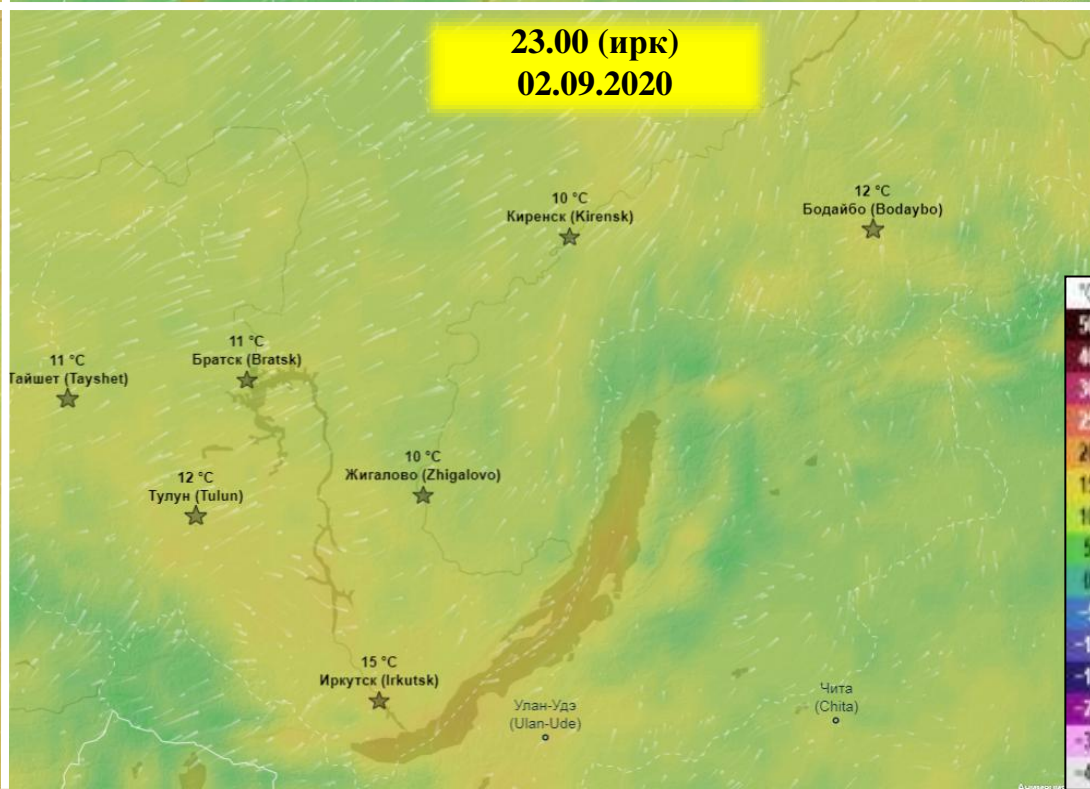 23.00 (ирк)
02.09.2020
10 °C
Киренск (Kirensk)
12 °C
Бодайбо (Bodaybo)
11 °C
Братск (Bratsk)
11 °C
Тайшет (Tayshet)
10 °C
Жигалово (Zhigalovo)
12 °C
Тулун (Tulun)
15 °C
Иркутск (Irkutsk)
Улан-Удэ
(Ulan-Ude)
Чита
(Chita)